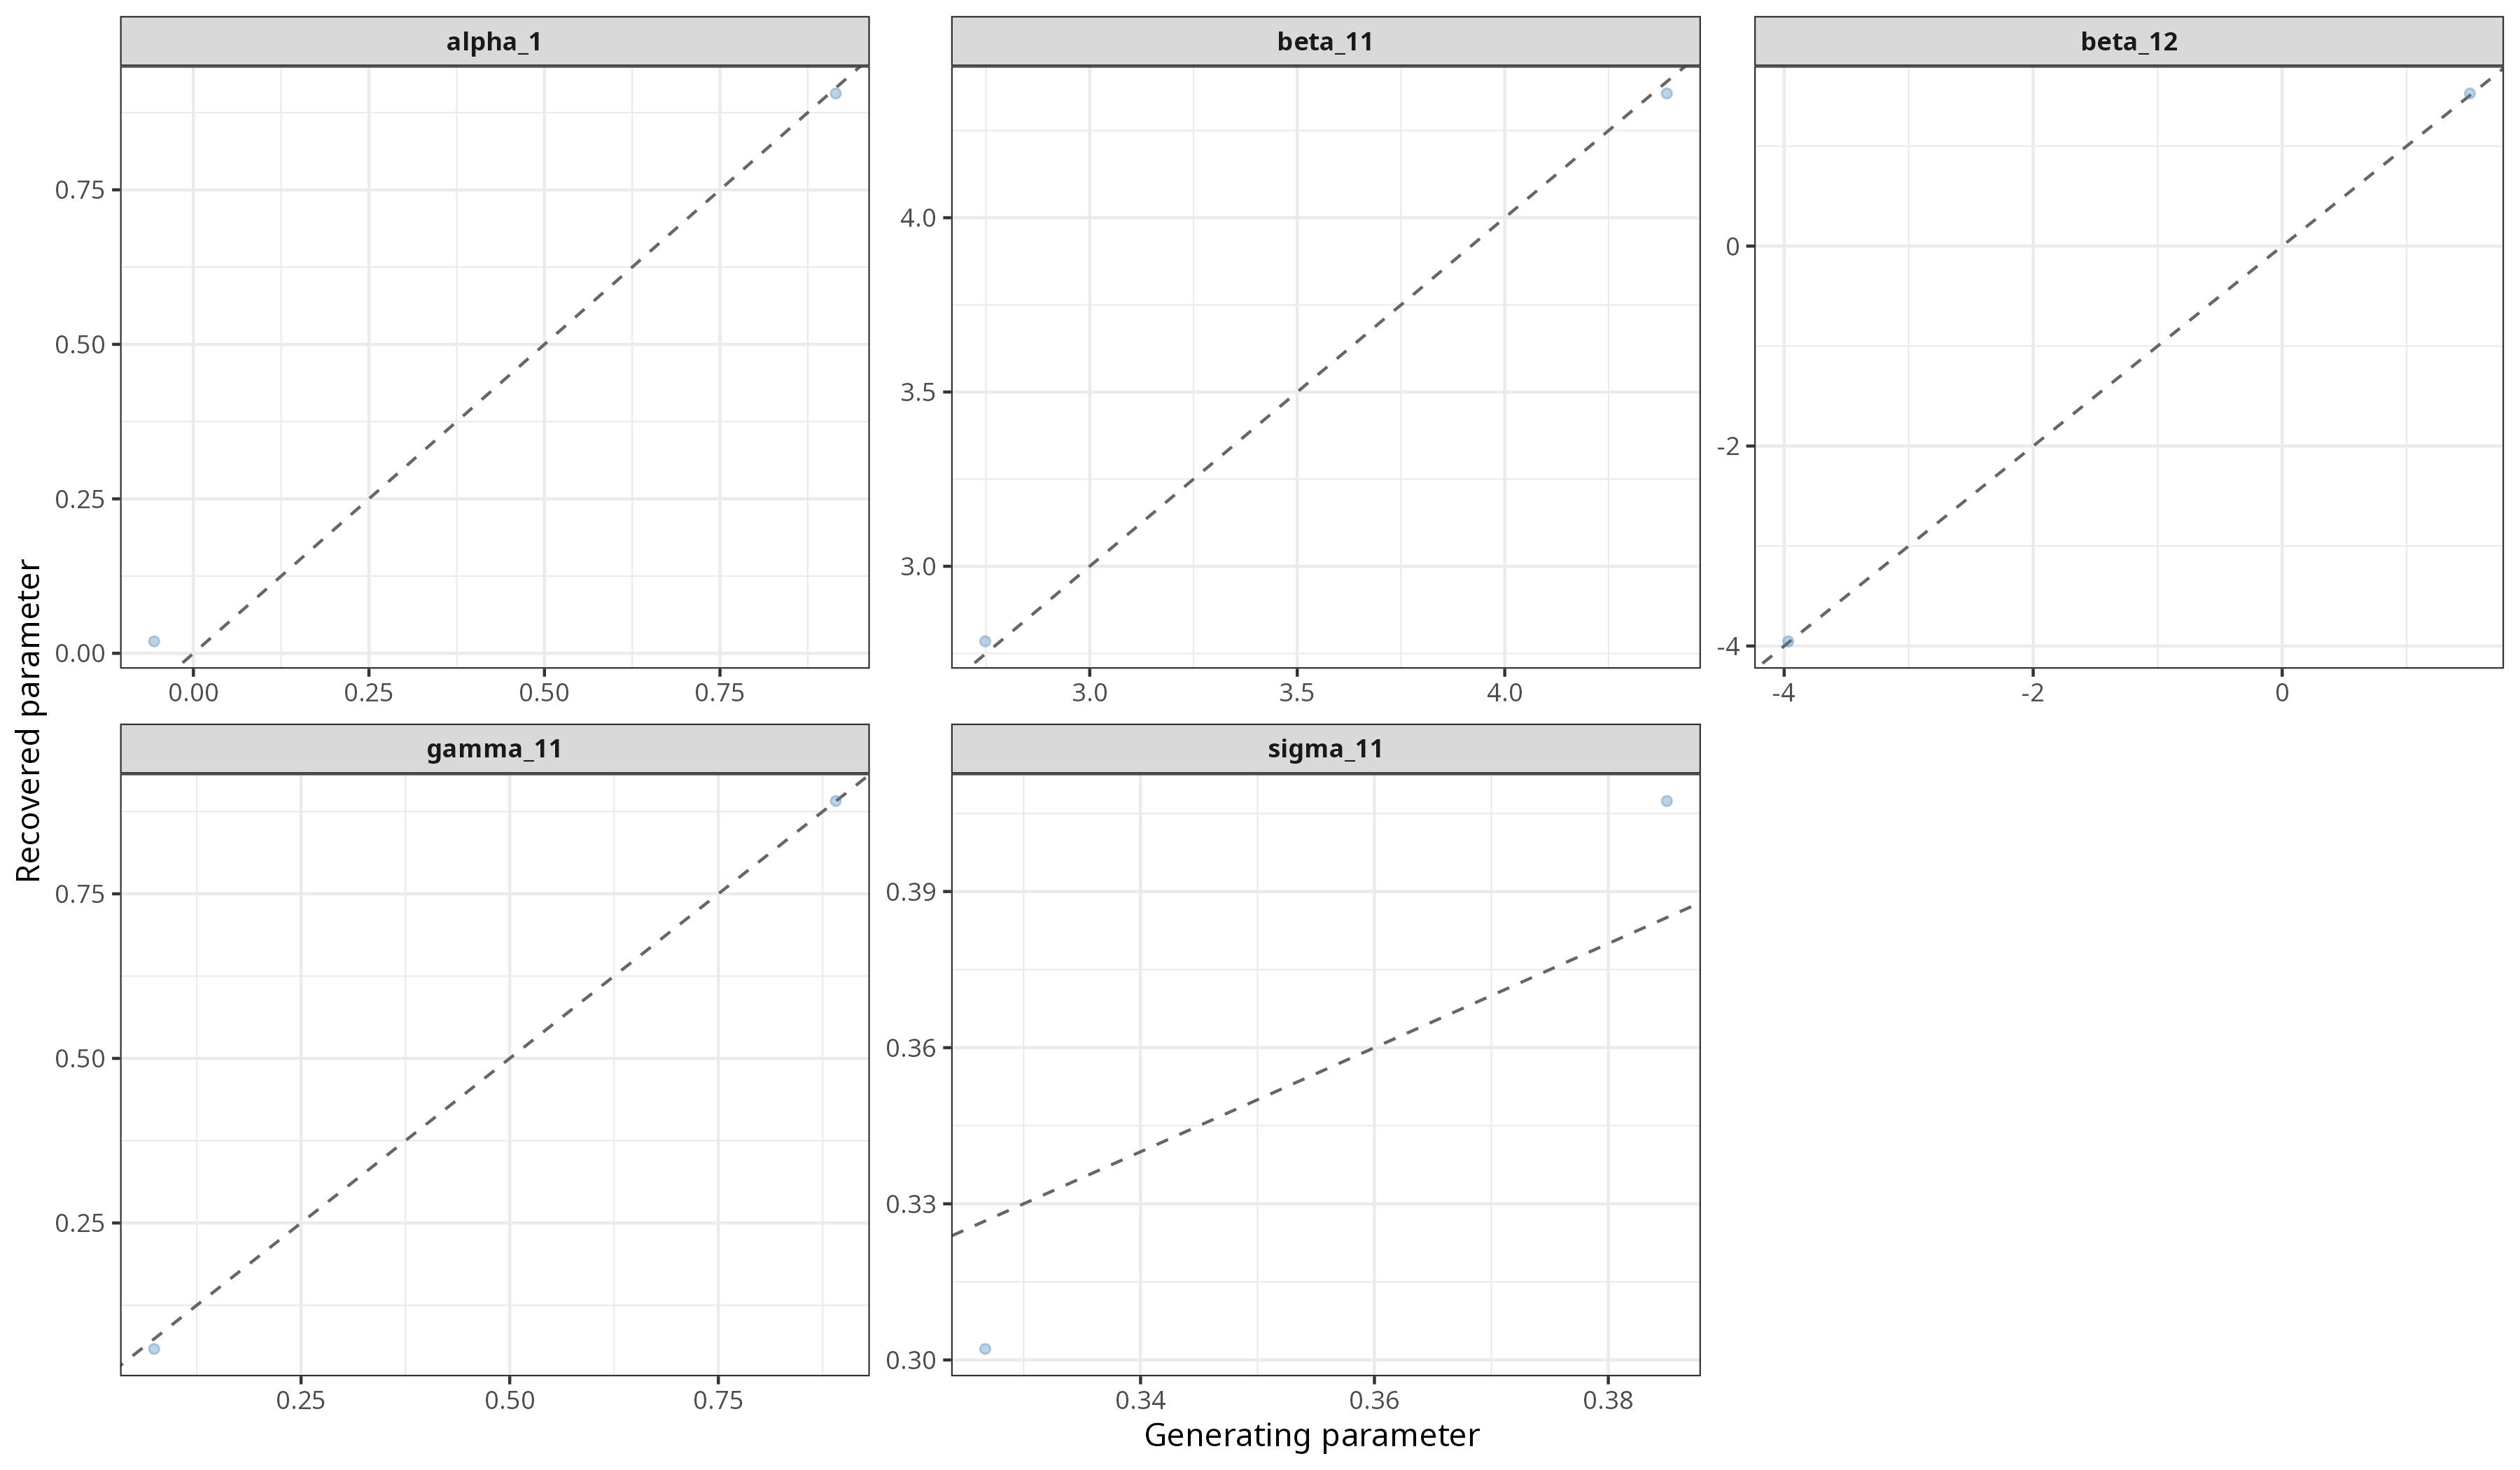 alpha_1
beta_11
beta_12
0.75
0.50
0.25
0.00
0.00 0.25 0.50 0.75
4.0
3.5
3.0
3.0 3.5 4.0
0
-2
-4
-4 -2 0
Recovered parameter
gamma_11
sigma_11
0.75
0.50
0.25
0.25 0.50 0.75
0.39
0.36
0.33
0.30
0.34 0.36 0.38
Generating parameter